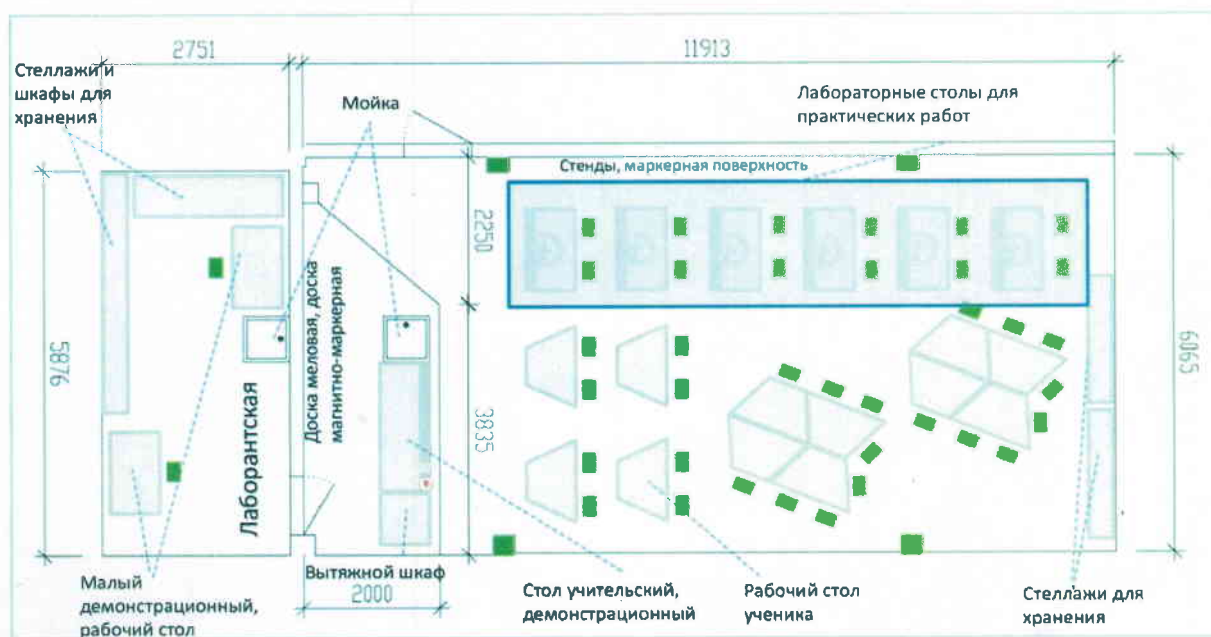 2751
11913
Стеллажи и
шкафы для
хранения
Мойка
Лабораторные столы для
практических работ
Стенды, маркерная поверхность
2250
Доска меловая, доска
магнитно-маркерная
5876
6065
3835
Лаборантская
Вытяжной шкаф
2000
Малый
демонстрационный,
рабочий стол
Стол учительский,
демонстрационный
Рабочий стол
ученика
Стеллажи для
хранения